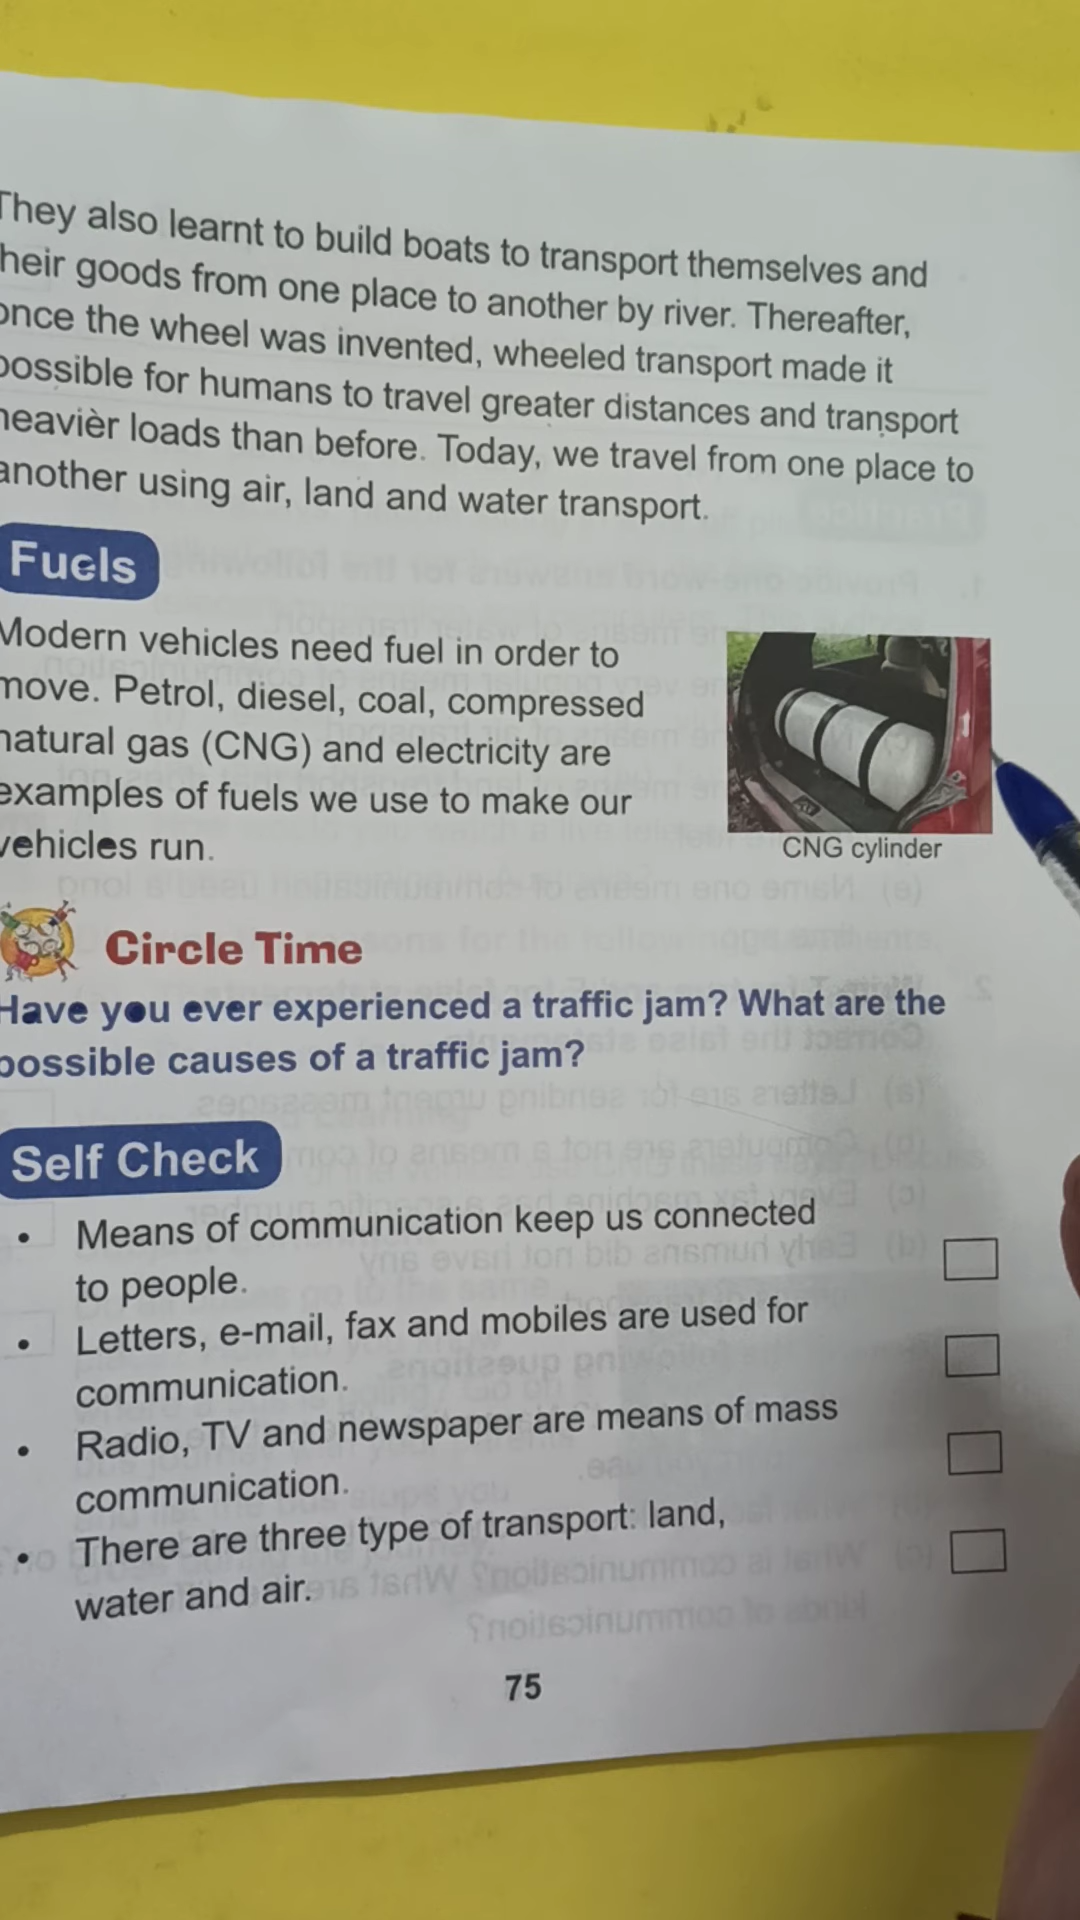 They also learnt to build boats to transport themselves and
their goods from one place to another by river. Thereafter,
once the wheel was invented, wheeled transport made it
possible for humans to travel greater distances and transport
heavier loads than before. Today, we travel from one place to
another using air, land and water transport.
Fuels
Modern vehicles need fuel in order to
move. Petrol, diesel, coal, compressed
natural gas (CNG) and electricity are
examples of fuels we use to make our
vehicles run.
CNG cylinder
Circle Time
Have you ever experienced a traffic jam? What are the
possible causes of a traffic jam?
Self Check
• Means of communication keep us connected
to people.
• Letters, e-mail, fax and mobiles are used for
communication.
• Radio, TV and newspaper are means of mass
communication.
• There are three type of transport: land,
water and air.
75